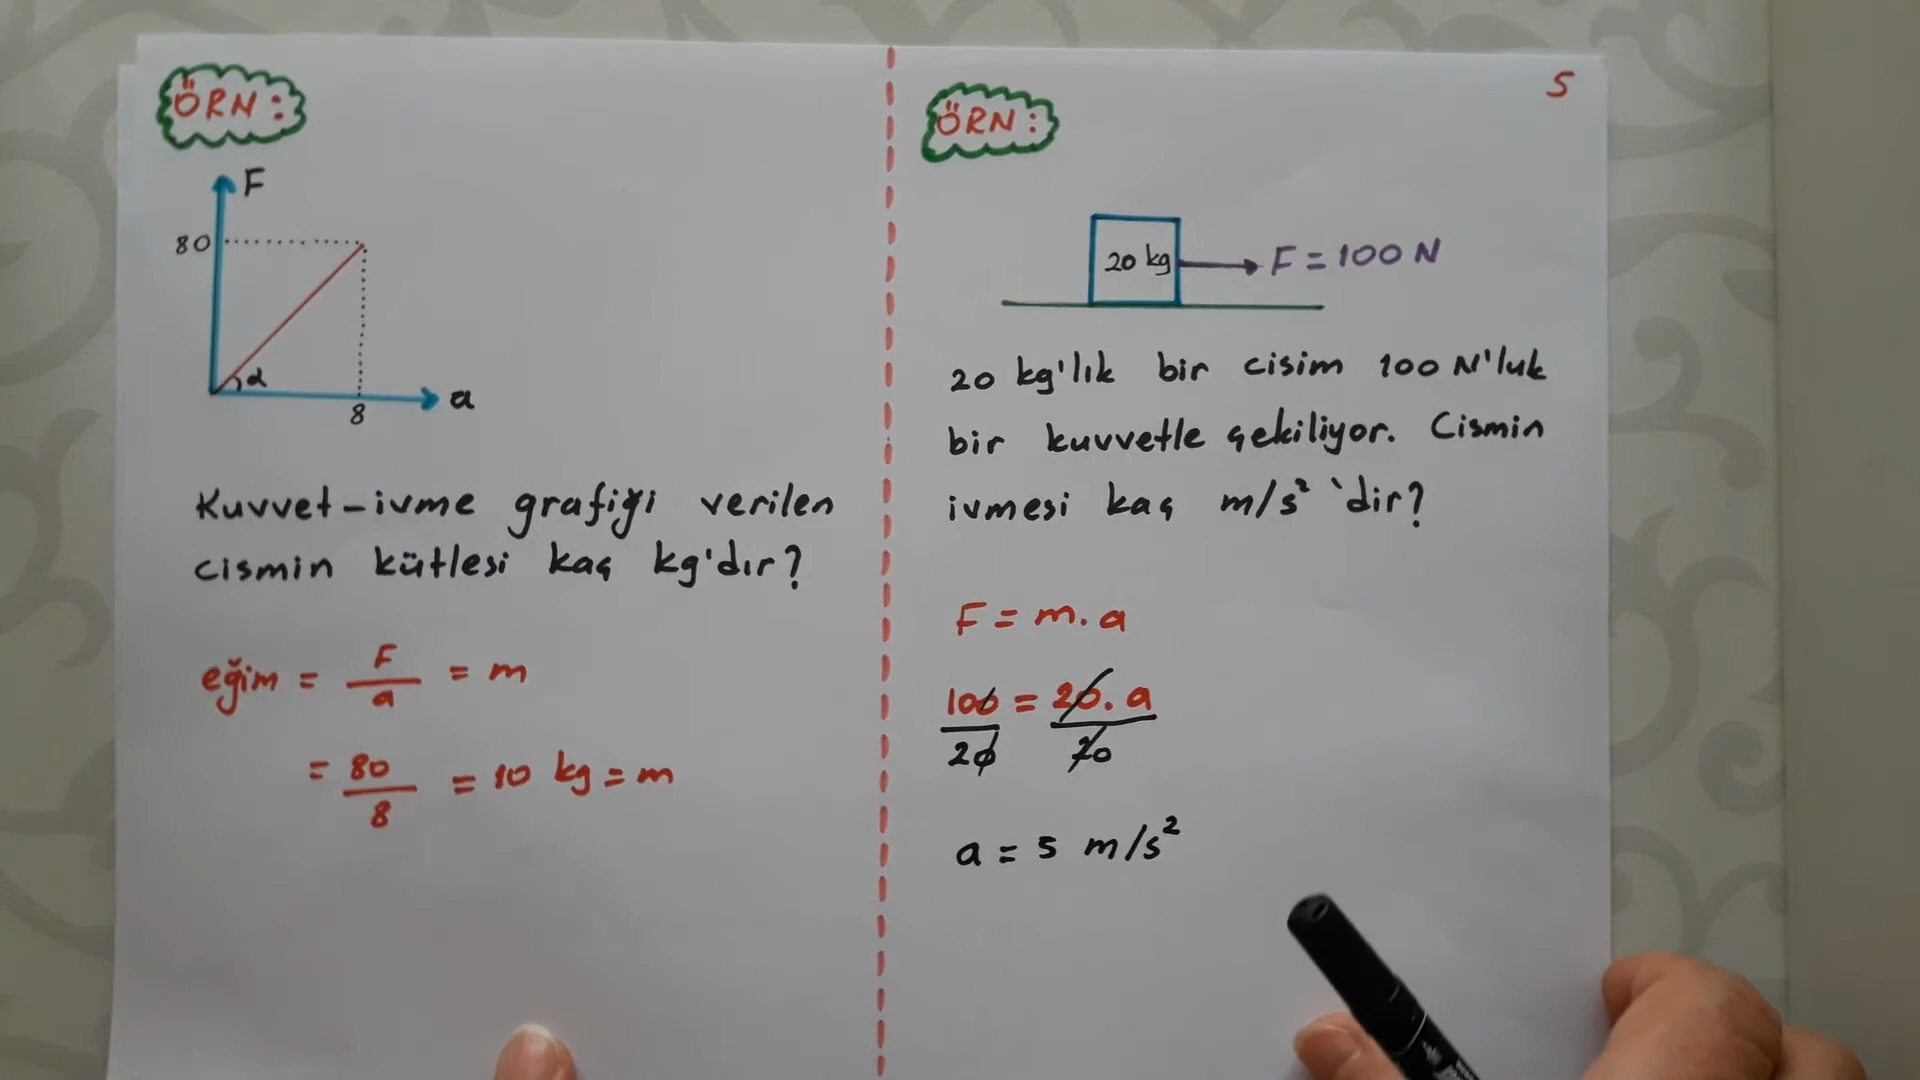 ÖRN:
F
80
α
8
a
Kuvvet-ivme grafiği verilen
cismin kütlesi kaç kg'dır?
eğim = F/a = m
= 80/8 = 10 kg = m
5
ÖRN:
20 kg
F = 100 N
20 kg'lık bir cisim 100 N'luk
bir kuvvetle çekiliyor. Cismin
ivmesi kaç m/s² 'dir?
F = m.a
100/20 = 20.a/20
a = 5 m/s²